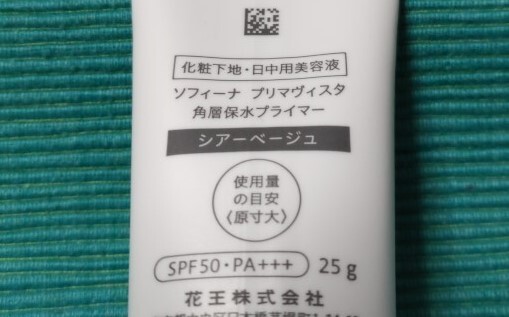 化粧下地・日中用美容液
ソフィーナ プリマヴィスタ
角層保水プライマー
シアーベージュ
使用量
の目安
〈原寸大〉
SPF50・PA+++ 25g
花王株式会社